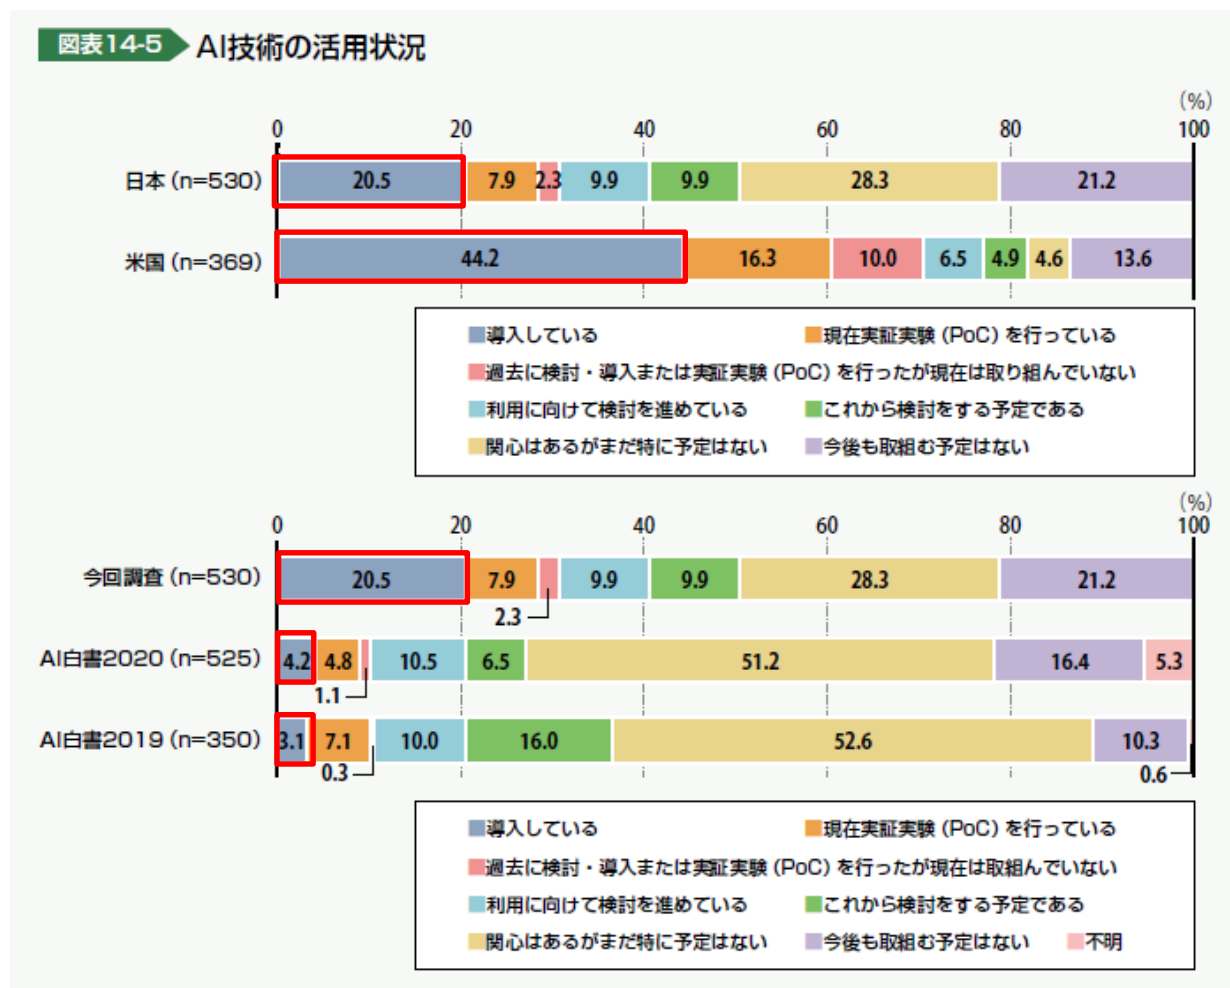 図表14-5 AI技術の活用状況
(%)
0 20 40 60 80 100
日本(n=530) 20.5 7.9 2.3 9.9 9.9 28.3 21.2
米国(n=369) 44.2 16.3 10.0 6.5 4.9 4.6 13.6
導入している 現在実証実験(PoC)を行っている
過去に検討・導入または実証実験(PoC)を行ったが現在は取り組んでいない
利用に向けて検討を進めている これから検討をする予定である
関心はあるがまだ特に予定はない 今後も取組む予定はない
(%)
0 20 40 60 80 100
今回調査(n=530) 20.5 7.9 9.9 9.9 28.3 21.2
2.3
AI白書2020(n=525) 4.2 4.8 10.5 6.5 51.2 16.4 5.3
1.1
AI白書2019(n=350) 3.1 7.1 10.0 16.0 52.6 10.3
0.3 0.6
導入している 現在実証実験(PoC)を行っている
過去に検討・導入または実証実験(PoC)を行ったが現在は取組んでいない
利用に向けて検討を進めている これから検討をする予定である
関心はあるがまだ特に予定はない 今後も取組む予定はない 不明